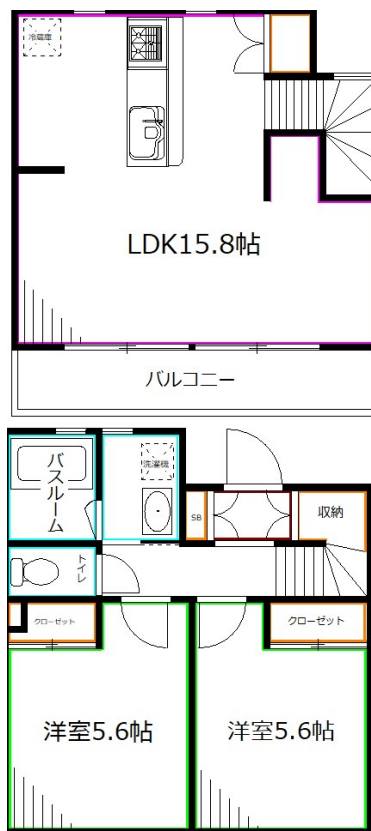 冷蔵庫
LDK15.8帖
バルコニー
バスルーム
洗濯機
SB
収納
トイレ
クローゼット
クローゼット
洋室5.6帖
洋室5.6帖